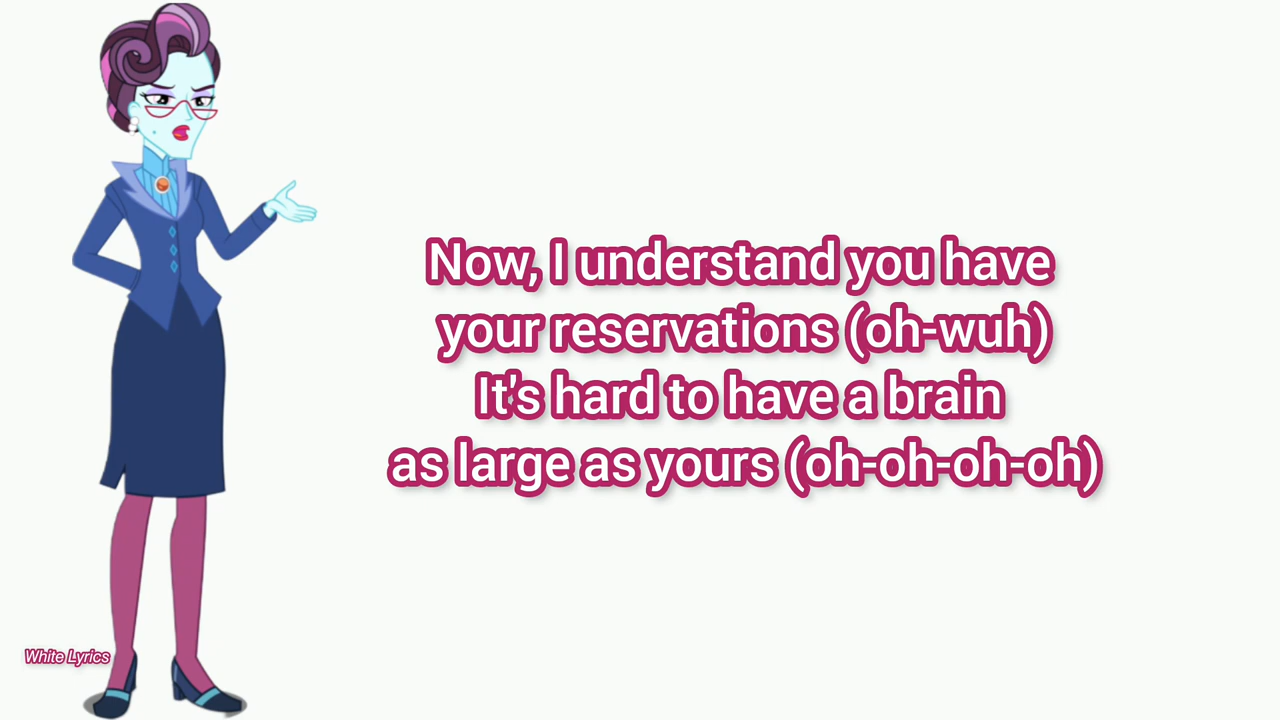 Now, I understand you have
your reservations (oh-wuh)
It's hard to have a brain
as large as yours (oh-oh-oh-oh)
White Lyrics